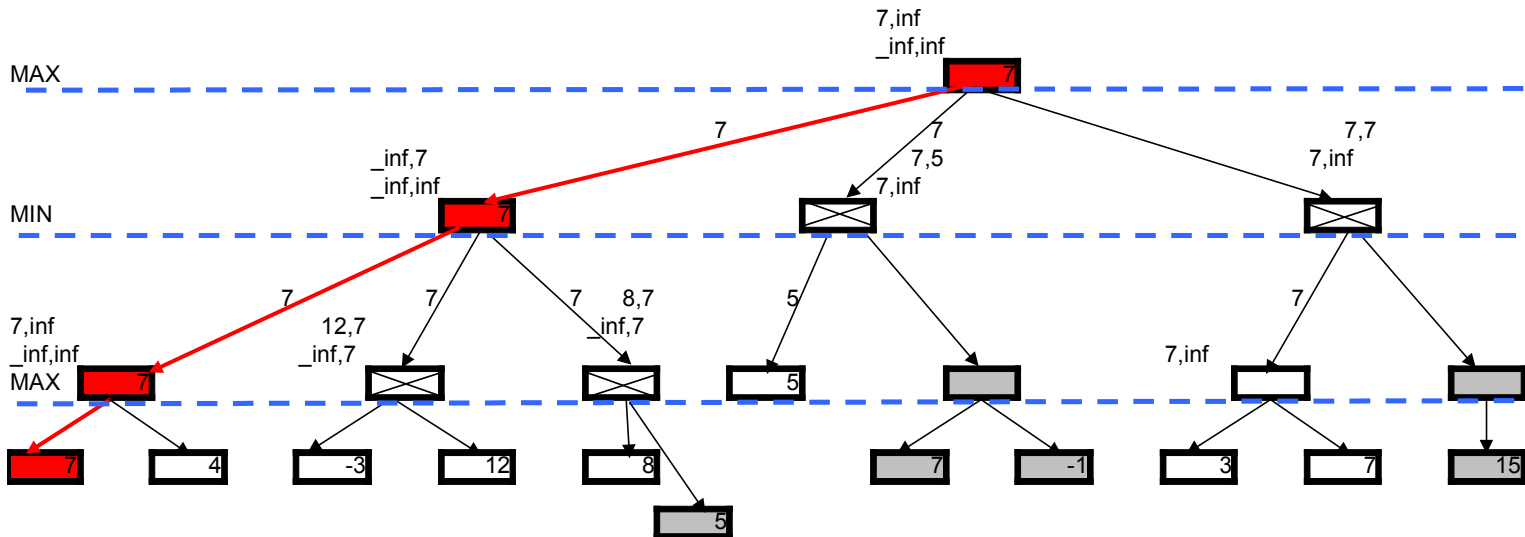 7,inf
_inf,inf
MAX 7
7 7 7,7
_inf,7 7,5 7,inf
_inf,inf 7,inf
MIN 7
7 7 7 8,7 5 7
7,inf 12,7 _inf,7
_inf,inf _inf,7 7,inf
MAX 7 5
7 4 -3 12 8 7 -1 3 7 15
5